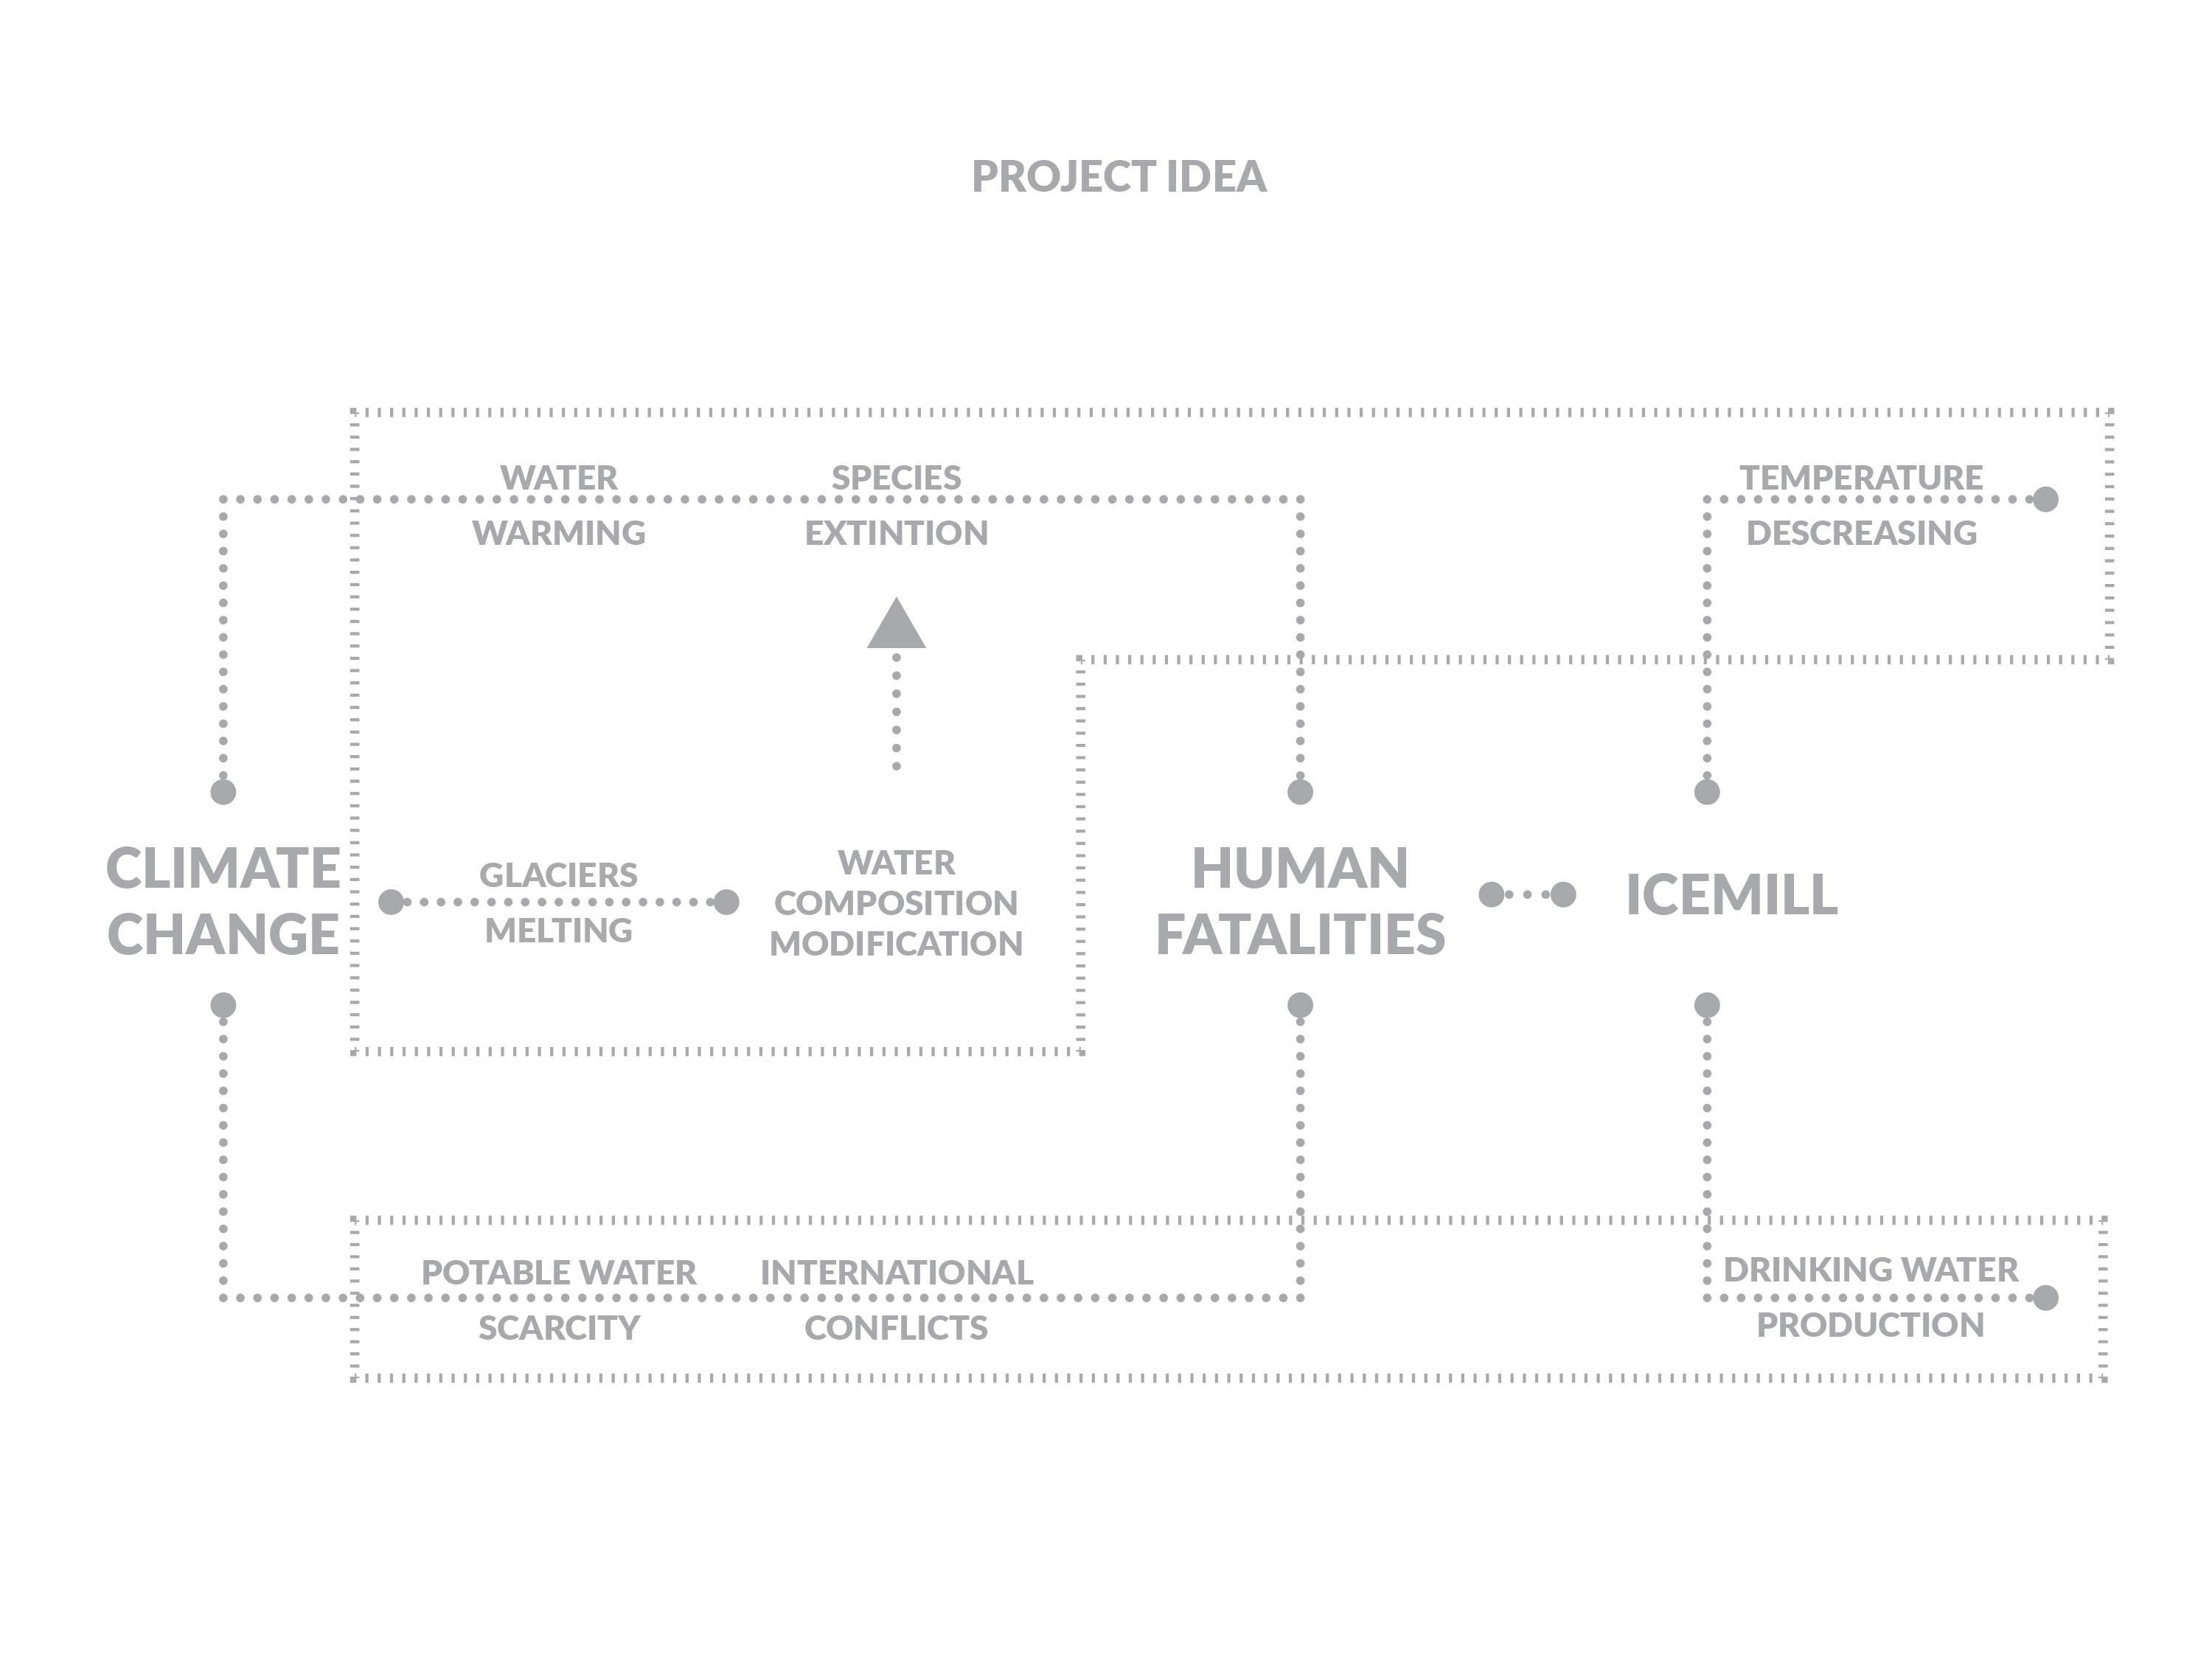 PROJECT IDEA
WATER
WARMING
SPECIES
EXTINTION
TEMPERATURE
DESCREASING
CLIMATE
CHANGE
GLACIERS
MELTING
WATER
COMPOSITION
MODIFICATION
HUMAN
FATALITIES
ICEMILL
POTABLE WATER
SCARCITY
INTERNATIONAL
CONFLICTS
DRINKING WATER
PRODUCTION